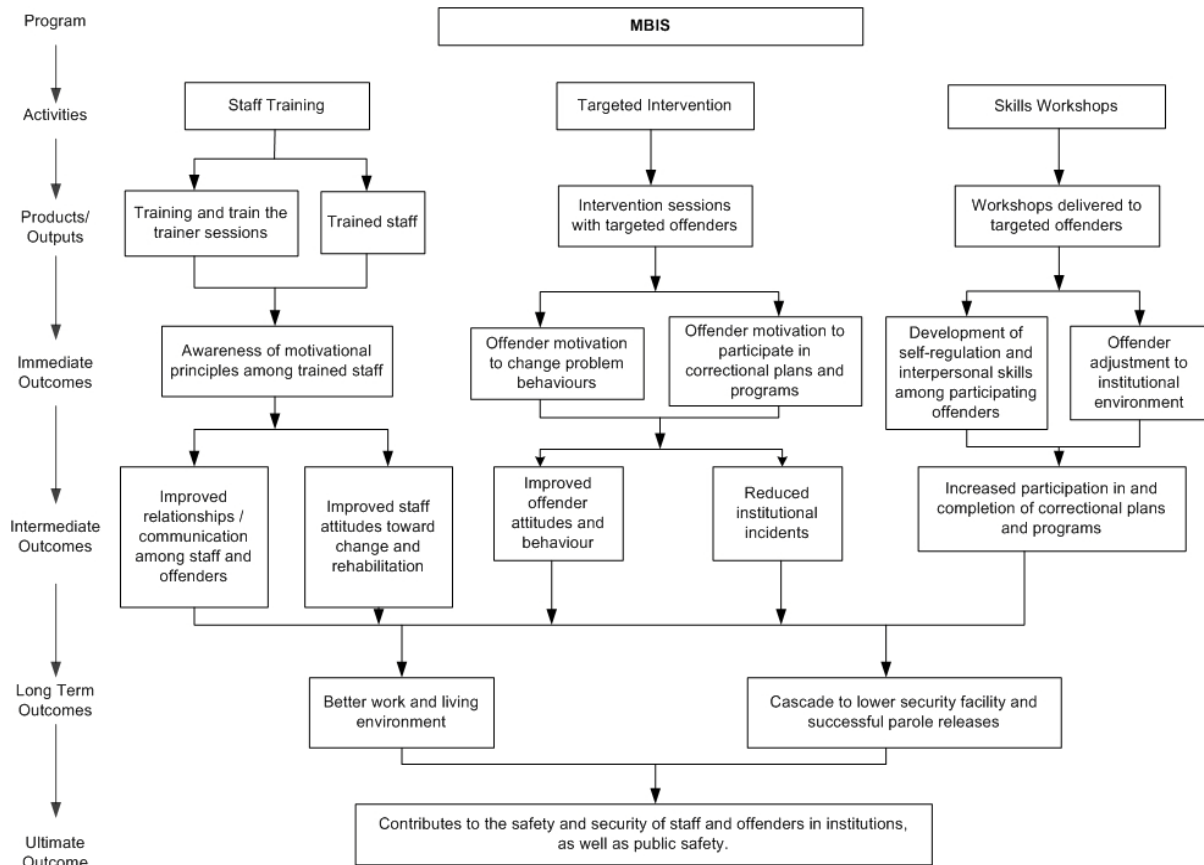 Program
MBIS
Activities
Staff Training
Targeted Intervention
Skills Workshops
Products/
Outputs
Training and train the
trainer sessions
Trained staff
Intervention sessions
with targeted offenders
Workshops delivered to
targeted offenders
Immediate
Outcomes
Awareness of motivational
principles among trained staff
Offender motivation
to change problem
behaviours
Offender motivation to
participate in
correctional plans and
programs
Development of
self-regulation and
interpersonal skills
among participating
offenders
Offender
adjustment to
institutional
environment
Intermediate
Outcomes
Improved
relationships /
communication
among staff and
offenders
Improved staff
attitudes toward
change and
rehabilitation
Improved
offender
attitudes and
behaviour
Reduced
institutional
incidents
Increased participation in and
completion of correctional plans
and programs
Long Term
Outcomes
Better work and living
environment
Cascade to lower security facility and
successful parole releases
Ultimate
Outcome
Contributes to the safety and security of staff and offenders in institutions,
as well as public safety.